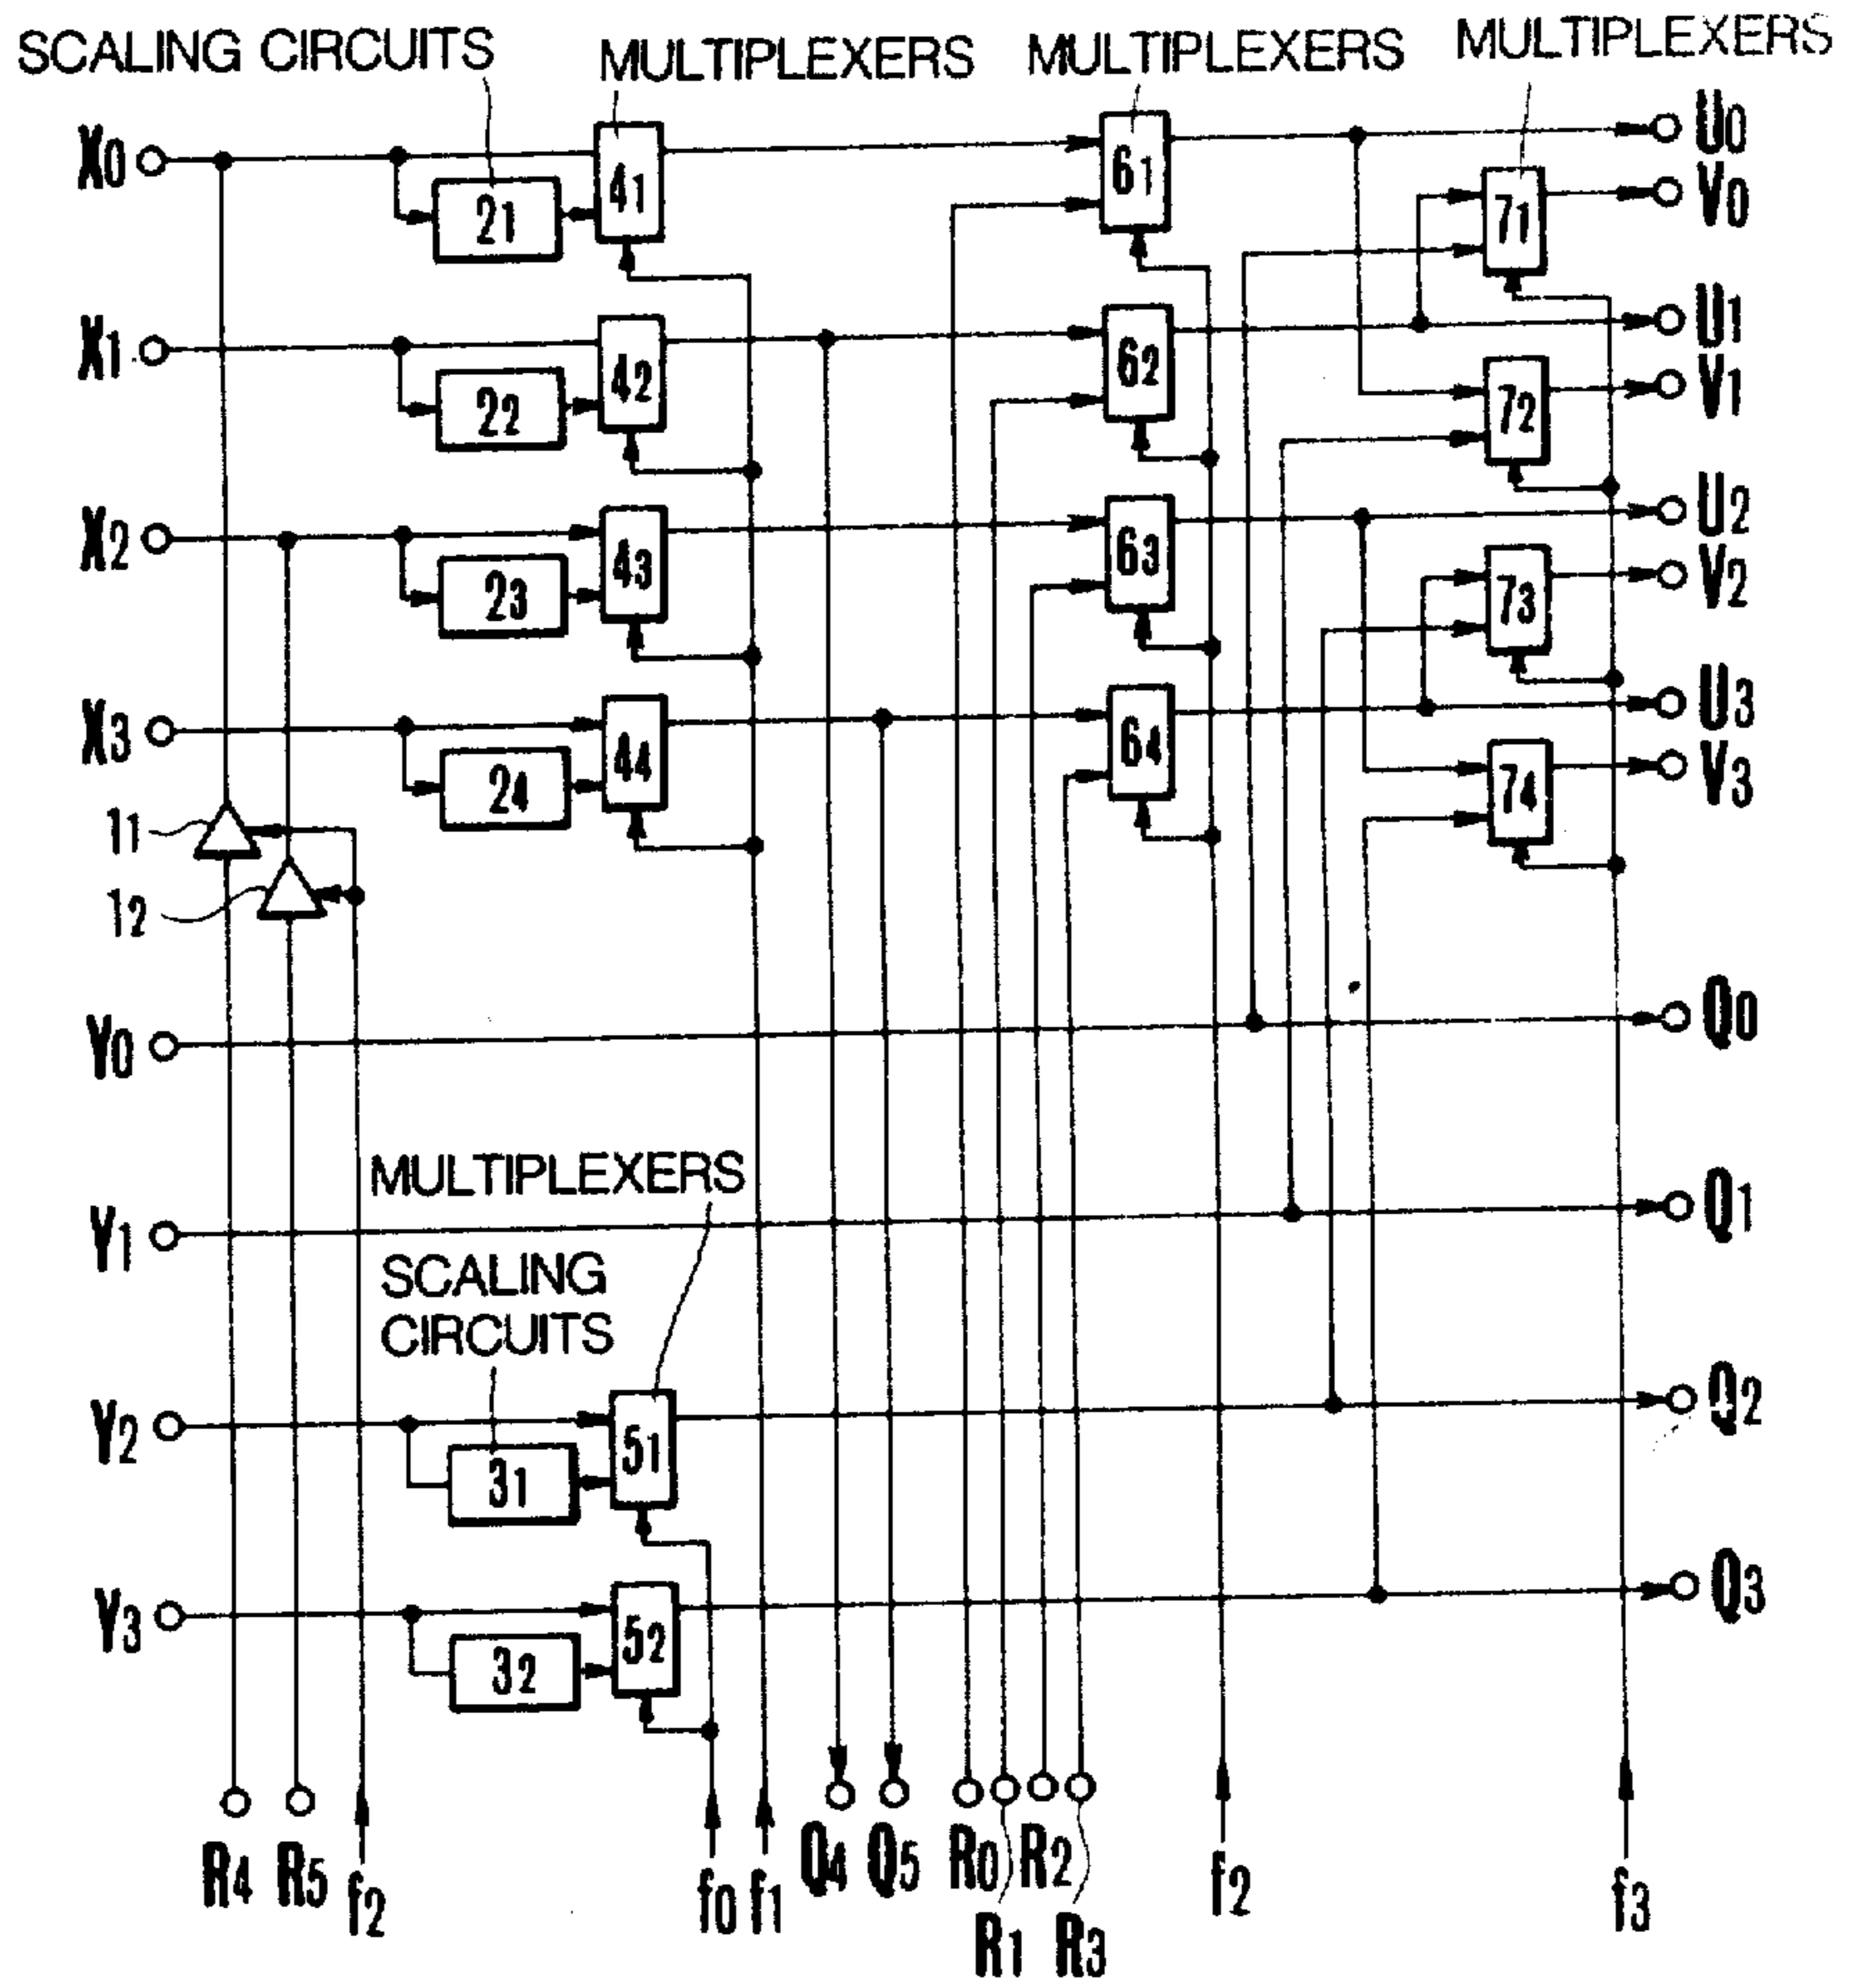 SCALING CIRCUITS
MULTIPLEXERS
MULTIPLEXERS
MULTIPLEXERS
X0
21
41
61
71
U0
V0
X1
22
42
62
72
U1
V1
X2
23
43
63
73
U2
V2
X3
24
44
64
74
U3
V3
11
12
Y0
Q0
MULTIPLEXERS
Y1
Q1
SCALING
CIRCUITS
Y2
31
51
Q2
Y3
32
52
Q3
R4
R5
f2
f0
f1
Q4
Q5
R0
R2
f2
f3
R1
R3